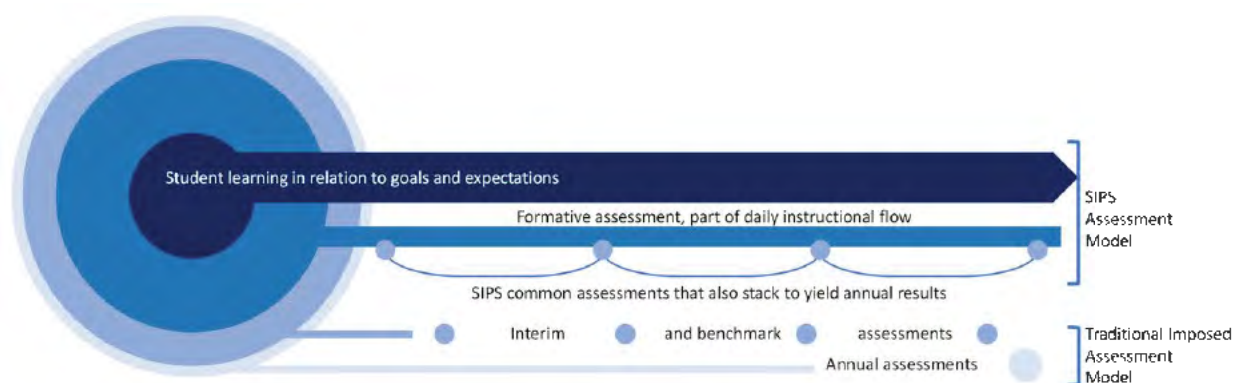 Student learning in relation to goals and expectations
Formative assessment, part of daily instructional flow
SIPS common assessments that also stack to yield annual results
SIPS
Assessment
Model
Interim and benchmark assessments
Annual assessments
Traditional Imposed
Assessment
Model